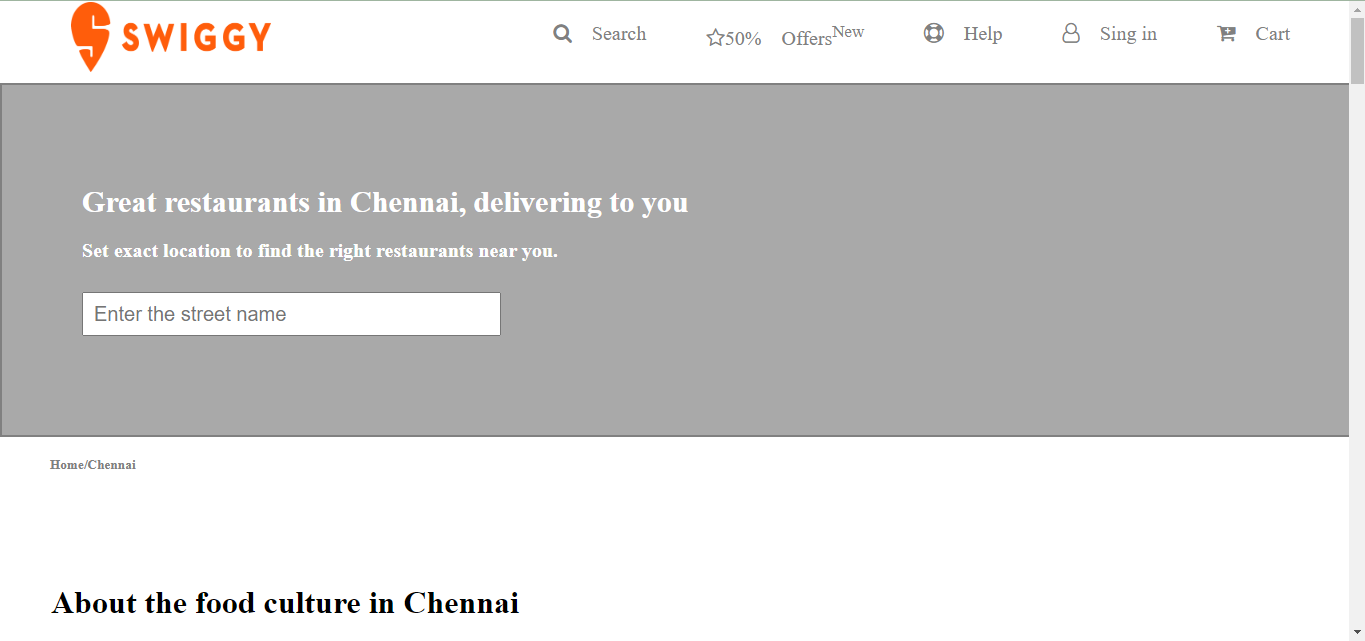 SWIGGY
Search 50% Offers New Help Sing in Cart
Great restaurants in Chennai, delivering to you
Set exact location to find the right restaurants near you.
Enter the street name
Home/Chennai
About the food culture in Chennai